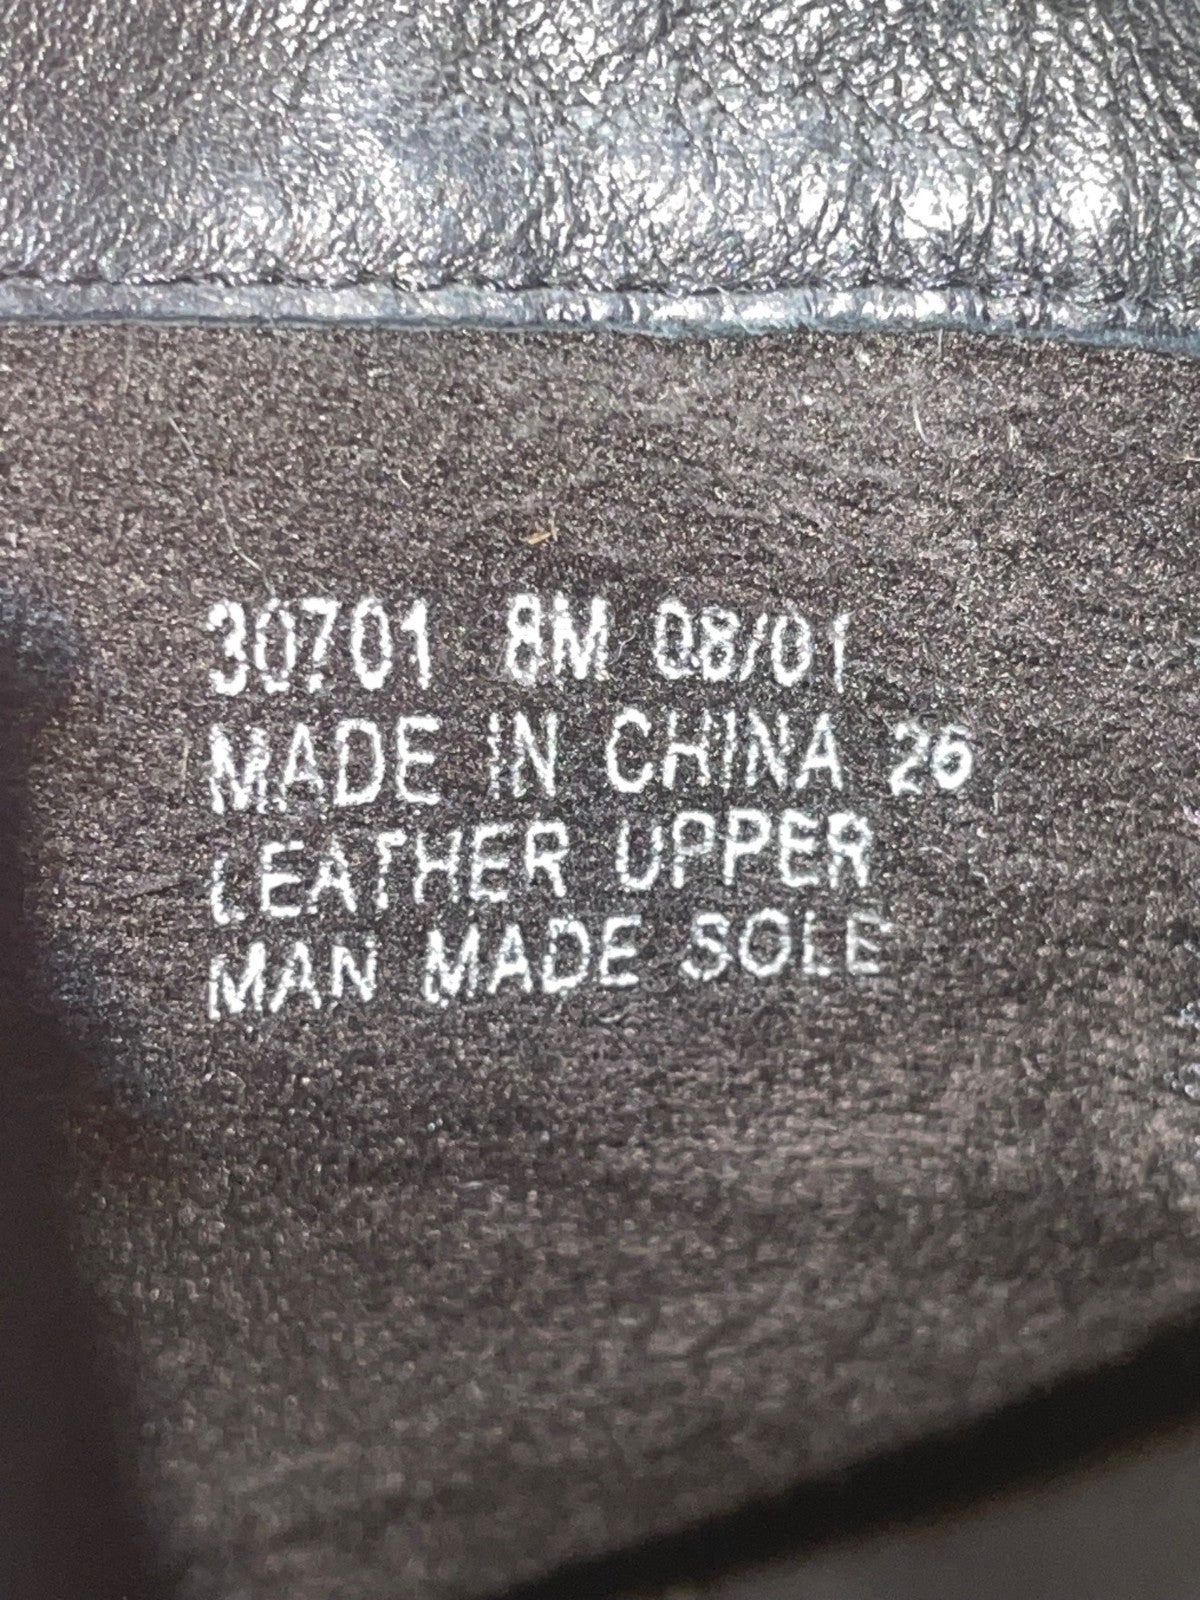 30701 8M 08/01
MADE IN CHINA 26
LEATHER UPPER
MAN MADE SOLE